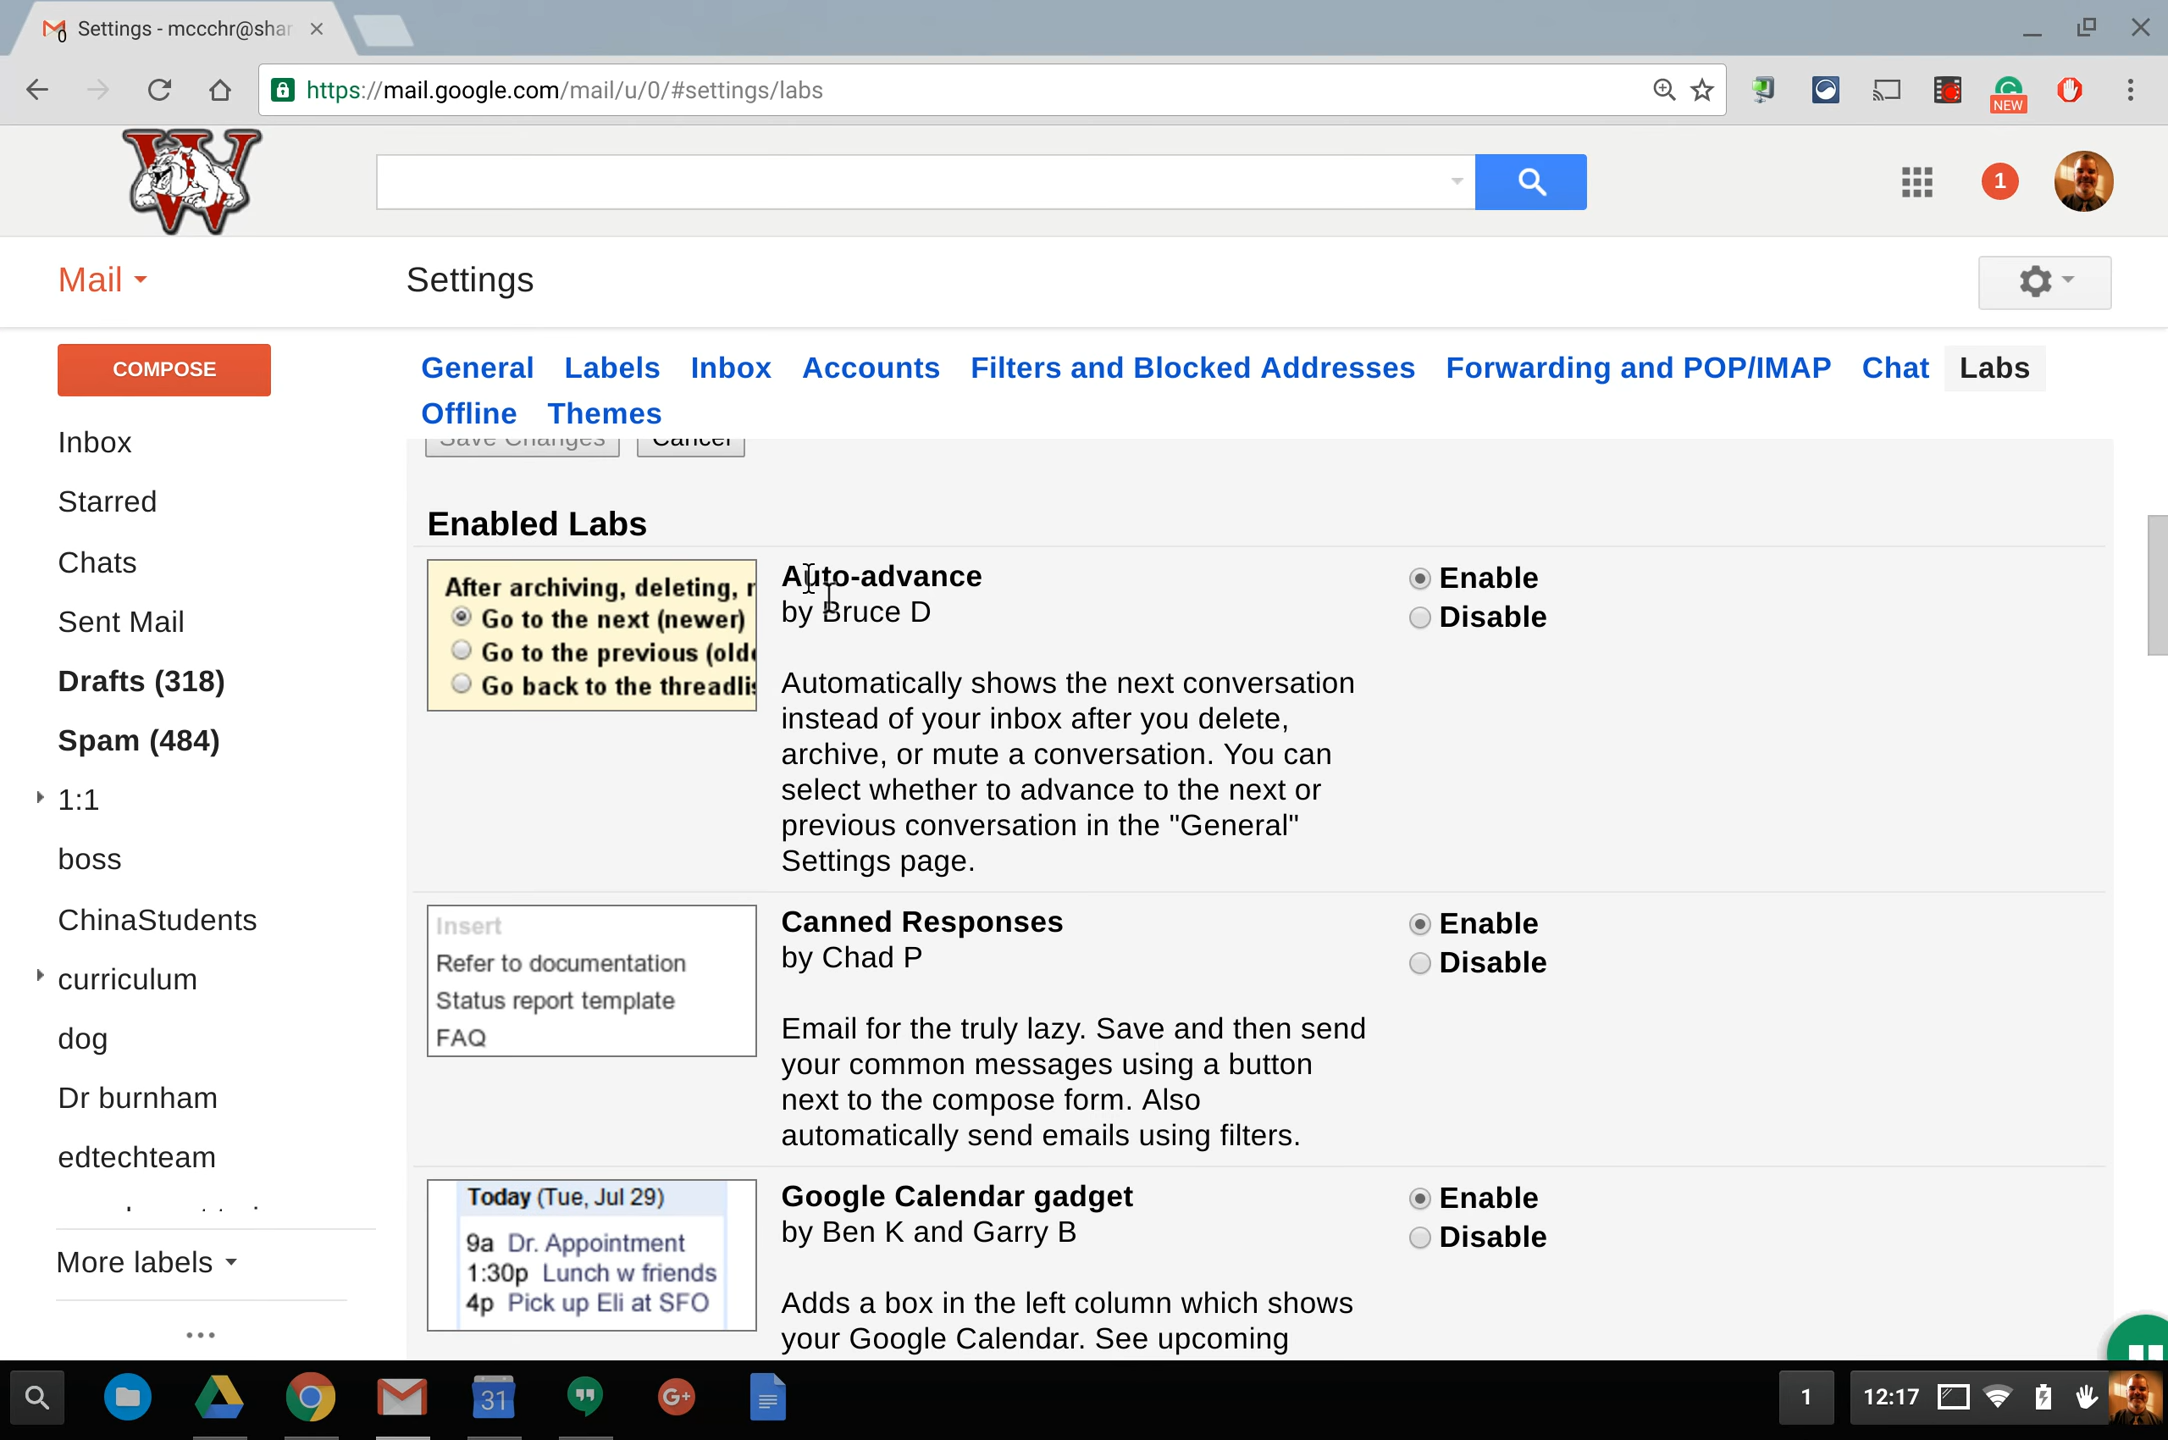 Settings - mccchr@shar
https://mail.google.com/mail/u/0/#settings/labs
NEW
W
1
Mail
Settings
COMPOSE
General Labels Inbox Accounts Filters and Blocked Addresses Forwarding and POP/IMAP Chat Labs
Offline Themes
Save Changes Cancel
Inbox
Starred
Chats
Sent Mail
Drafts (318)
Spam (484)
1:1
boss
ChinaStudents
curriculum
dog
Dr burnham
edtechteam
More labels
Enabled Labs
After archiving, deleting, r
Go to the next (newer)
Go to the previous (olde
Go back to the threadlis
Auto-advance
by Bruce D
Automatically shows the next conversation
instead of your inbox after you delete,
archive, or mute a conversation. You can
select whether to advance to the next or
previous conversation in the "General"
Settings page.
Enable
Disable
Insert
Refer to documentation
Status report template
FAQ
Canned Responses
by Chad P
Email for the truly lazy. Save and then send
your common messages using a button
next to the compose form. Also
automatically send emails using filters.
Enable
Disable
Today (Tue, Jul 29)
9a Dr. Appointment
1:30p Lunch w friends
4p Pick up Eli at SFO
Google Calendar gadget
by Ben K and Garry B
Adds a box in the left column which shows
your Google Calendar. See upcoming
Enable
Disable
31
G+
1
12:17